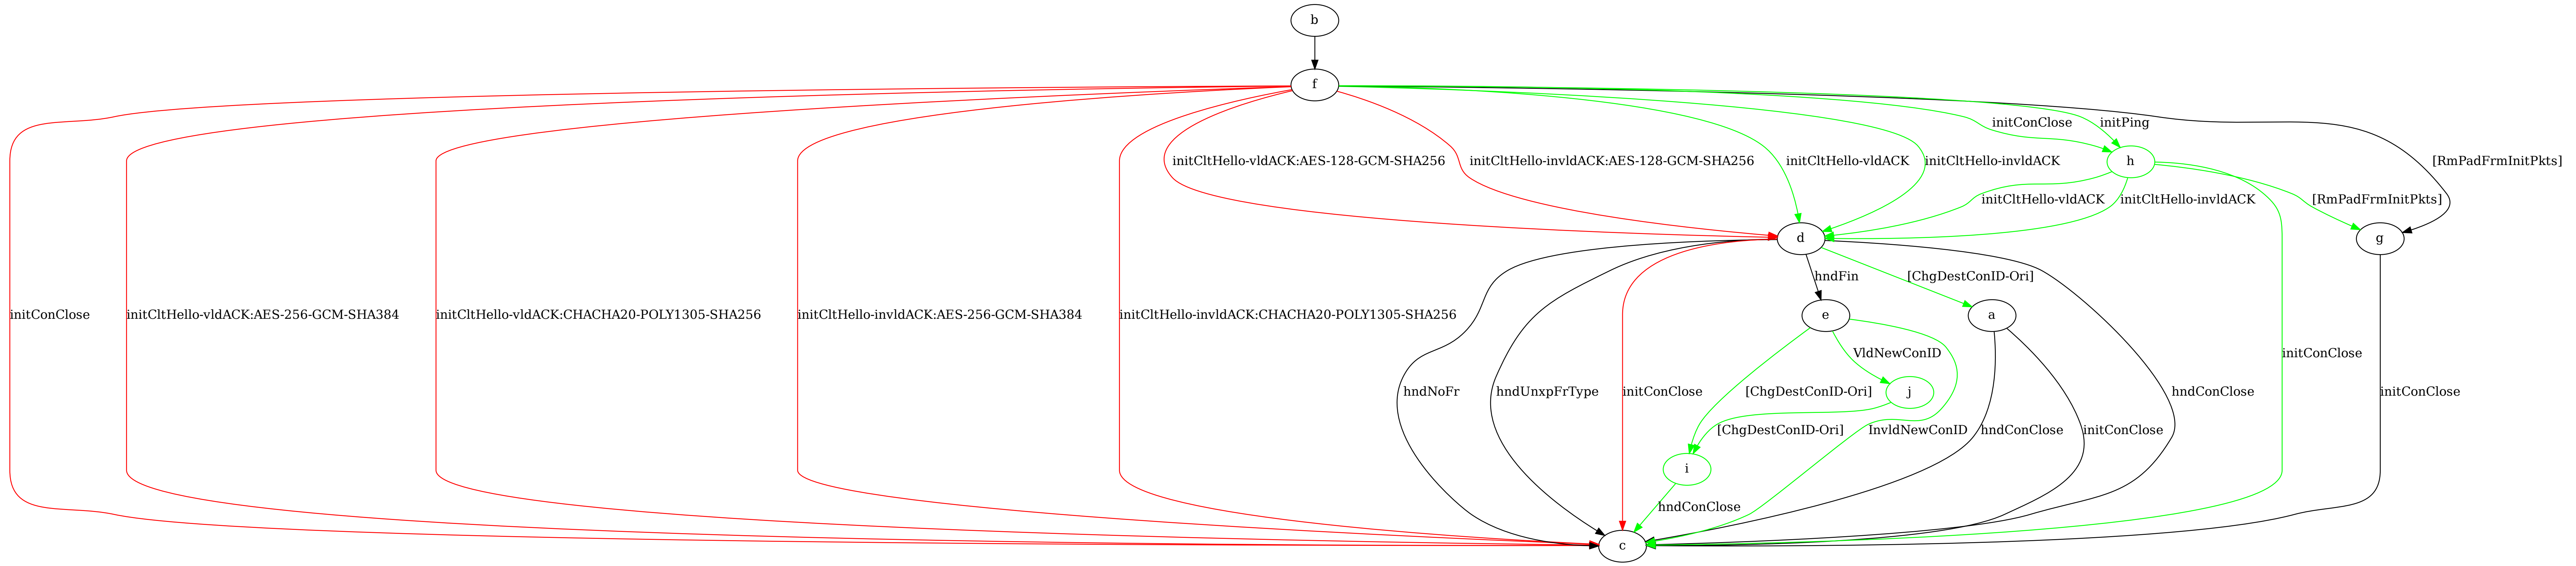 b
f
initConClose
initPing
initCltHello-vldACK:AES-128-GCM-SHA256
initCltHello-invldACK:AES-128-GCM-SHA256
initCltHello-vldACK
initCltHello-invldACK
h
[RmPadFrmInitPkts]
initCltHello-vldACK
initCltHello-invldACK
[RmPadFrmInitPkts]
d
g
hndFin
[ChgDestConID-Ori]
initConClose
initCltHello-vldACK:AES-256-GCM-SHA384
initCltHello-vldACK:CHACHA20-POLY1305-SHA256
initCltHello-invldACK:AES-256-GCM-SHA384
initCltHello-invldACK:CHACHA20-POLY1305-SHA256
e
a
VldNewConID
initConClose
hndNoFr
hndUnxpFrType
initConClose
[ChgDestConID-Ori]
j
hndConClose
initConClose
[ChgDestConID-Ori]
InvldNewConID
hndConClose
initConClose
i
hndConClose
c